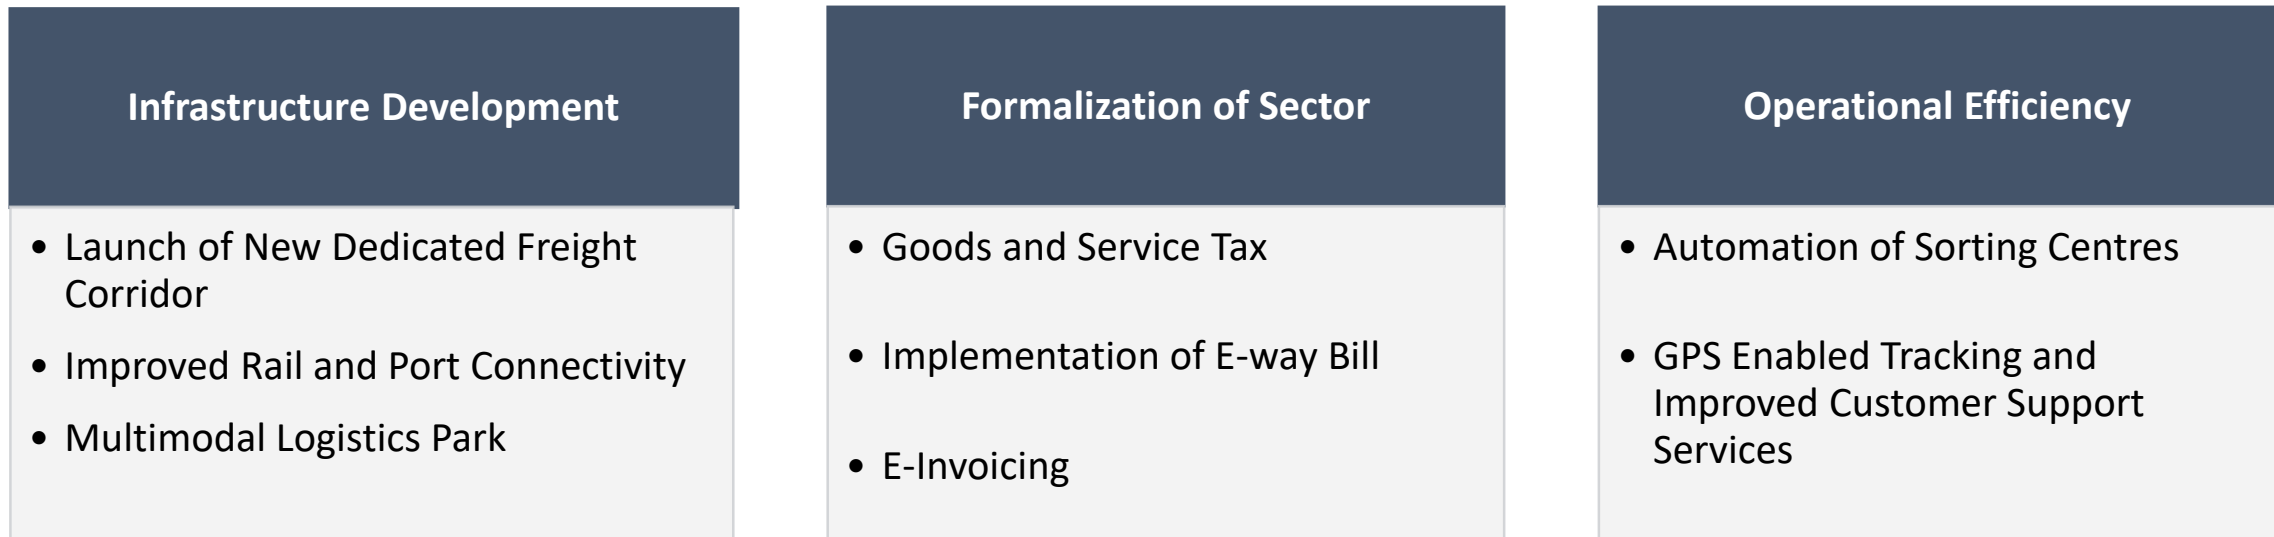 Infrastructure Development
• Launch of New Dedicated Freight
Corridor
• Improved Rail and Port Connectivity
• Multimodal Logistics Park
Formalization of Sector
• Goods and Service Tax
• Implementation of E-way Bill
• E-Invoicing
Operational Efficiency
• Automation of Sorting Centres
• GPS Enabled Tracking and
Improved Customer Support
Services